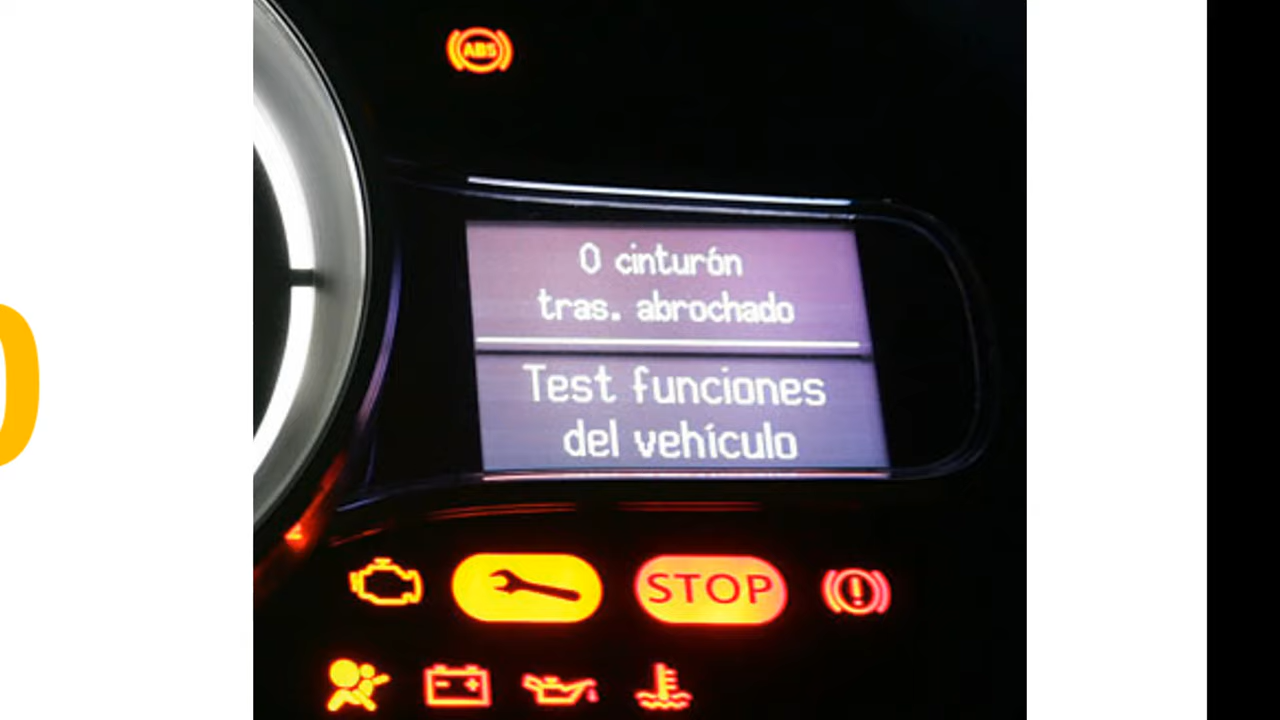 ABS
0 cinturón
tras. abrochado
Test funciones
del vehículo
STOP